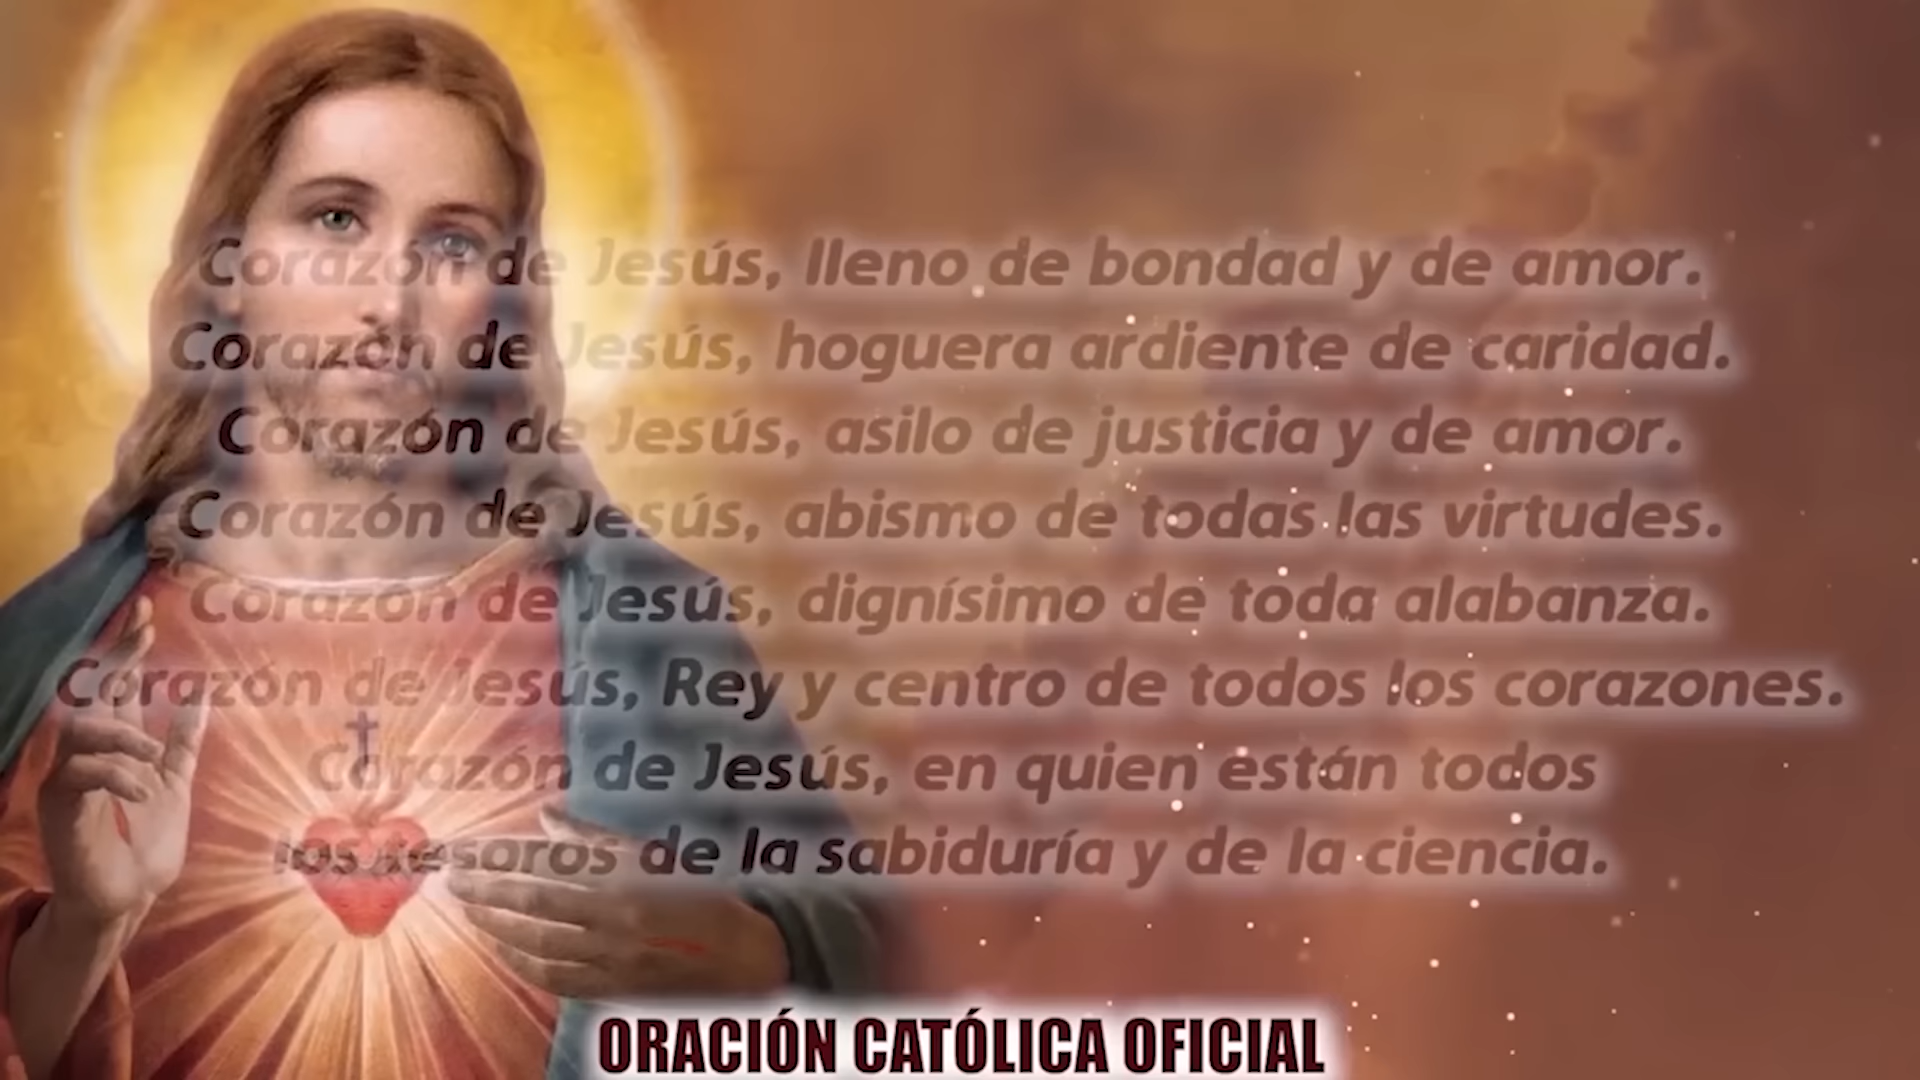 Corazón de Jesús, lleno de bondad y de amor.
Corazón de Jesús, hoguera ardiente de caridad.
Corazón de Jesús, asilo de justicia y de amor.
Corazón de Jesús, abismo de todas las virtudes.
Corazón de Jesús, dignísimo de toda alabanza.
Corazón de Jesús, Rey y centro de todos los corazones.
Corazón de Jesús, en quien están todos
los tesoros de la sabiduría y de la ciencia.
ORACIÓN CATÓLICA OFICIAL